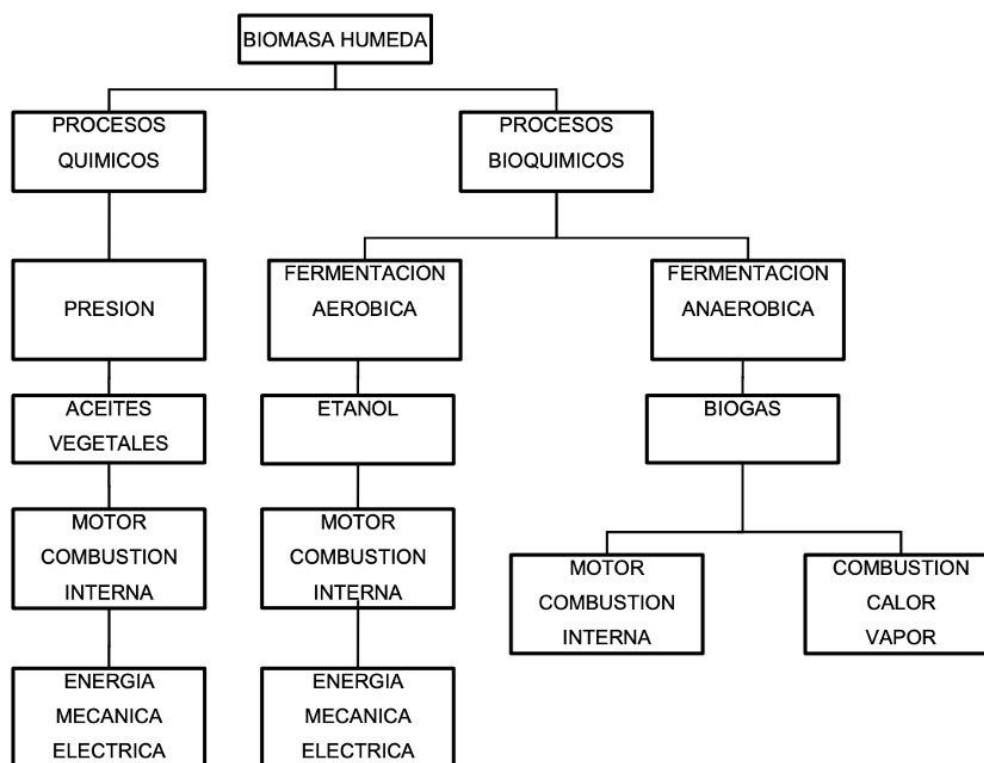 BIOMASA HUMEDA
PROCESOS
QUIMICOS
PROCESOS
BIOQUIMICOS
PRESION
FERMENTACION
AEROBICA
FERMENTACION
ANAEROBICA
ACEITES
VEGETALES
ETANOL
BIOGAS
MOTOR
COMBUSTION
INTERNA
MOTOR
COMBUSTION
INTERNA
MOTOR
COMBUSTION
INTERNA
COMBUSTION
CALOR
VAPOR
ENERGIA
MECANICA
ELECTRICA
ENERGIA
MECANICA
ELECTRICA